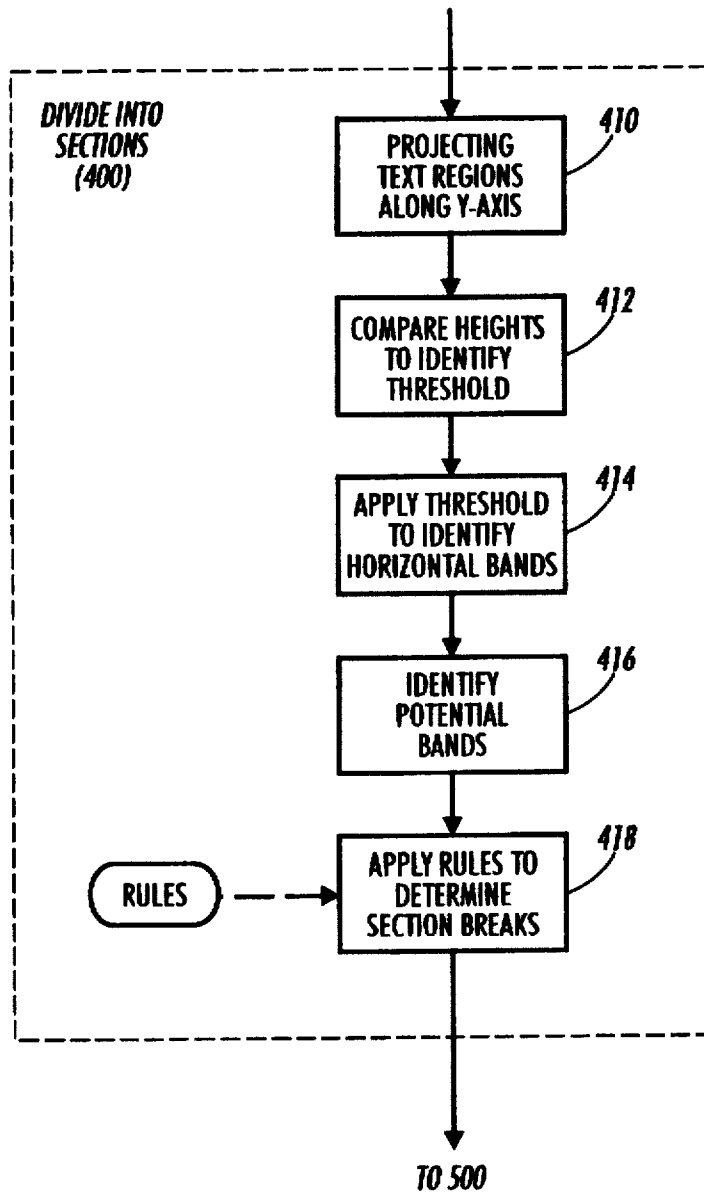 DIVIDE INTO
SECTIONS
(400)
PROJECTING
TEXT REGIONS
ALONG Y-AXIS
410
COMPARE HEIGHTS
TO IDENTIFY
THRESHOLD
412
APPLY THRESHOLD
TO IDENTIFY
HORIZONTAL BANDS
414
IDENTIFY
POTENTIAL
BANDS
416
RULES
APPLY RULES TO
DETERMINE
SECTION BREAKS
418
TO 500